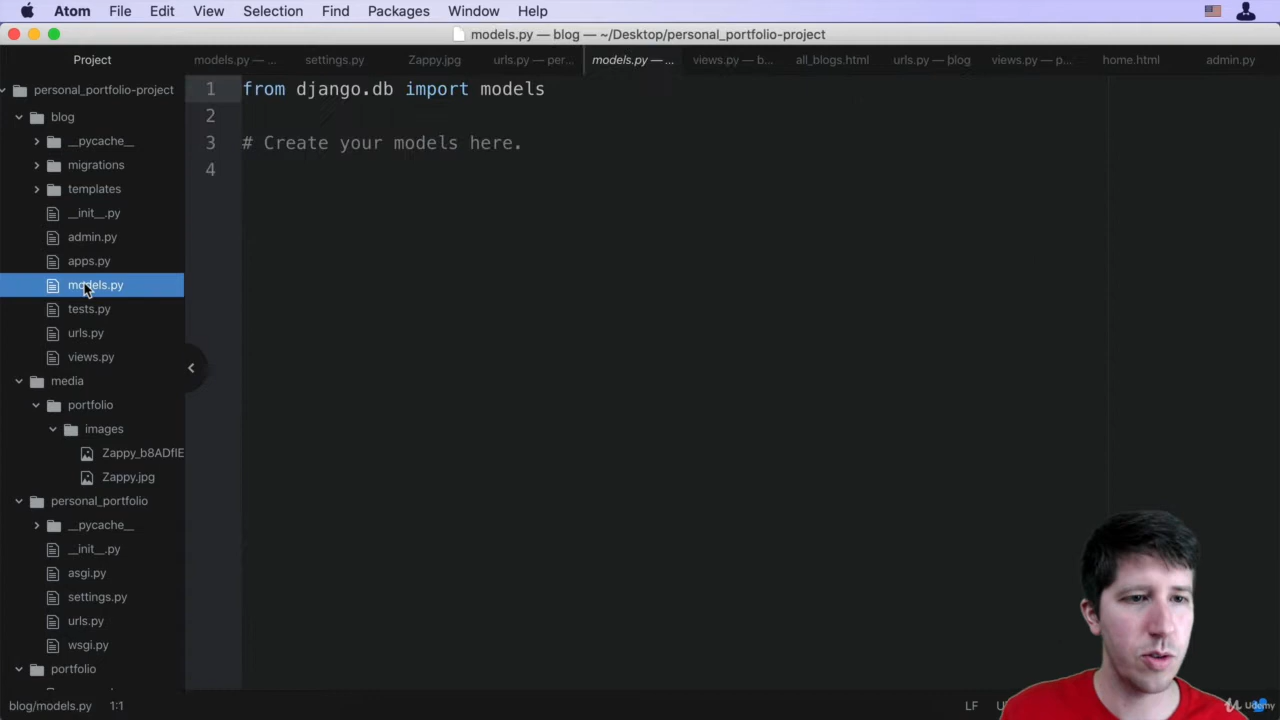 Atom File Edit View Selection Find Packages Window Help
models.py — blog — ~/Desktop/personal_portfolio-project
Project
models.py — ...
settings.py
Zappy.jpg
urls.py — per...
models.py — ...
views.py — b...
all_blogs.html
urls.py — blog
views.py — p...
home.html
admin.py
personal_portfolio-project
blog
__pycache__
migrations
templates
__init__.py
admin.py
apps.py
models.py
tests.py
urls.py
views.py
media
portfolio
images
Zappy_b8ADflE
Zappy.jpg
personal_portfolio
__pycache__
__init__.py
asgi.py
settings.py
urls.py
wsgi.py
portfolio
1 from django.db import models
2
3 # Create your models here.
4
blog/models.py 1:1
LF
Udemy